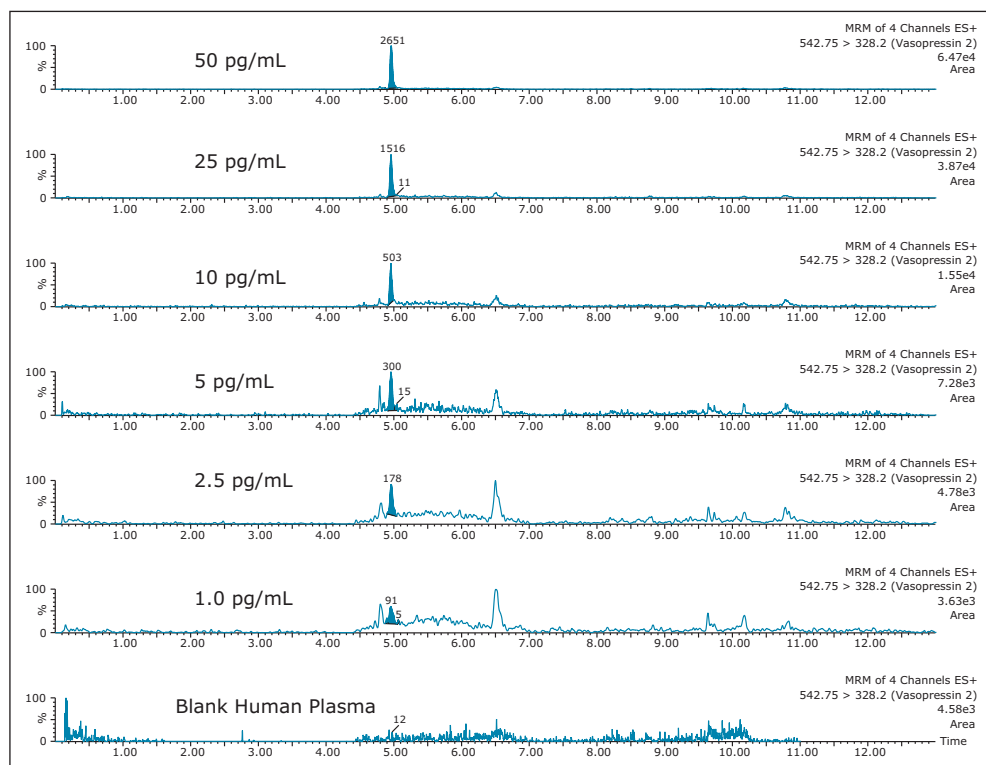 MRM of 4 Channels ES+
542.75 > 328.2 (Vasopressin 2)
6.47e4
Area
50 pg/mL
2651
100
%
0
1.00 2.00 3.00 4.00 5.00 6.00 7.00 8.00 9.00 10.00 11.00 12.00
MRM of 4 Channels ES+
542.75 > 328.2 (Vasopressin 2)
3.87e4
Area
25 pg/mL
1516
11
100
%
0
1.00 2.00 3.00 4.00 5.00 6.00 7.00 8.00 9.00 10.00 11.00 12.00
MRM of 4 Channels ES+
542.75 > 328.2 (Vasopressin 2)
1.55e4
Area
10 pg/mL
503
100
%
0
1.00 2.00 3.00 4.00 5.00 6.00 7.00 8.00 9.00 10.00 11.00 12.00
MRM of 4 Channels ES+
542.75 > 328.2 (Vasopressin 2)
7.28e3
Area
5 pg/mL
300
15
100
%
0
1.00 2.00 3.00 4.00 5.00 6.00 7.00 8.00 9.00 10.00 11.00 12.00
MRM of 4 Channels ES+
542.75 > 328.2 (Vasopressin 2)
4.78e3
Area
2.5 pg/mL
178
100
%
0
1.00 2.00 3.00 4.00 5.00 6.00 7.00 8.00 9.00 10.00 11.00 12.00
MRM of 4 Channels ES+
542.75 > 328.2 (Vasopressin 2)
3.63e3
Area
1.0 pg/mL
91
5
100
%
0
1.00 2.00 3.00 4.00 5.00 6.00 7.00 8.00 9.00 10.00 11.00 12.00
MRM of 4 Channels ES+
542.75 > 328.2 (Vasopressin 2)
4.58e3
Area
Blank Human Plasma
12
100
%
0
Time
1.00 2.00 3.00 4.00 5.00 6.00 7.00 8.00 9.00 10.00 11.00 12.00